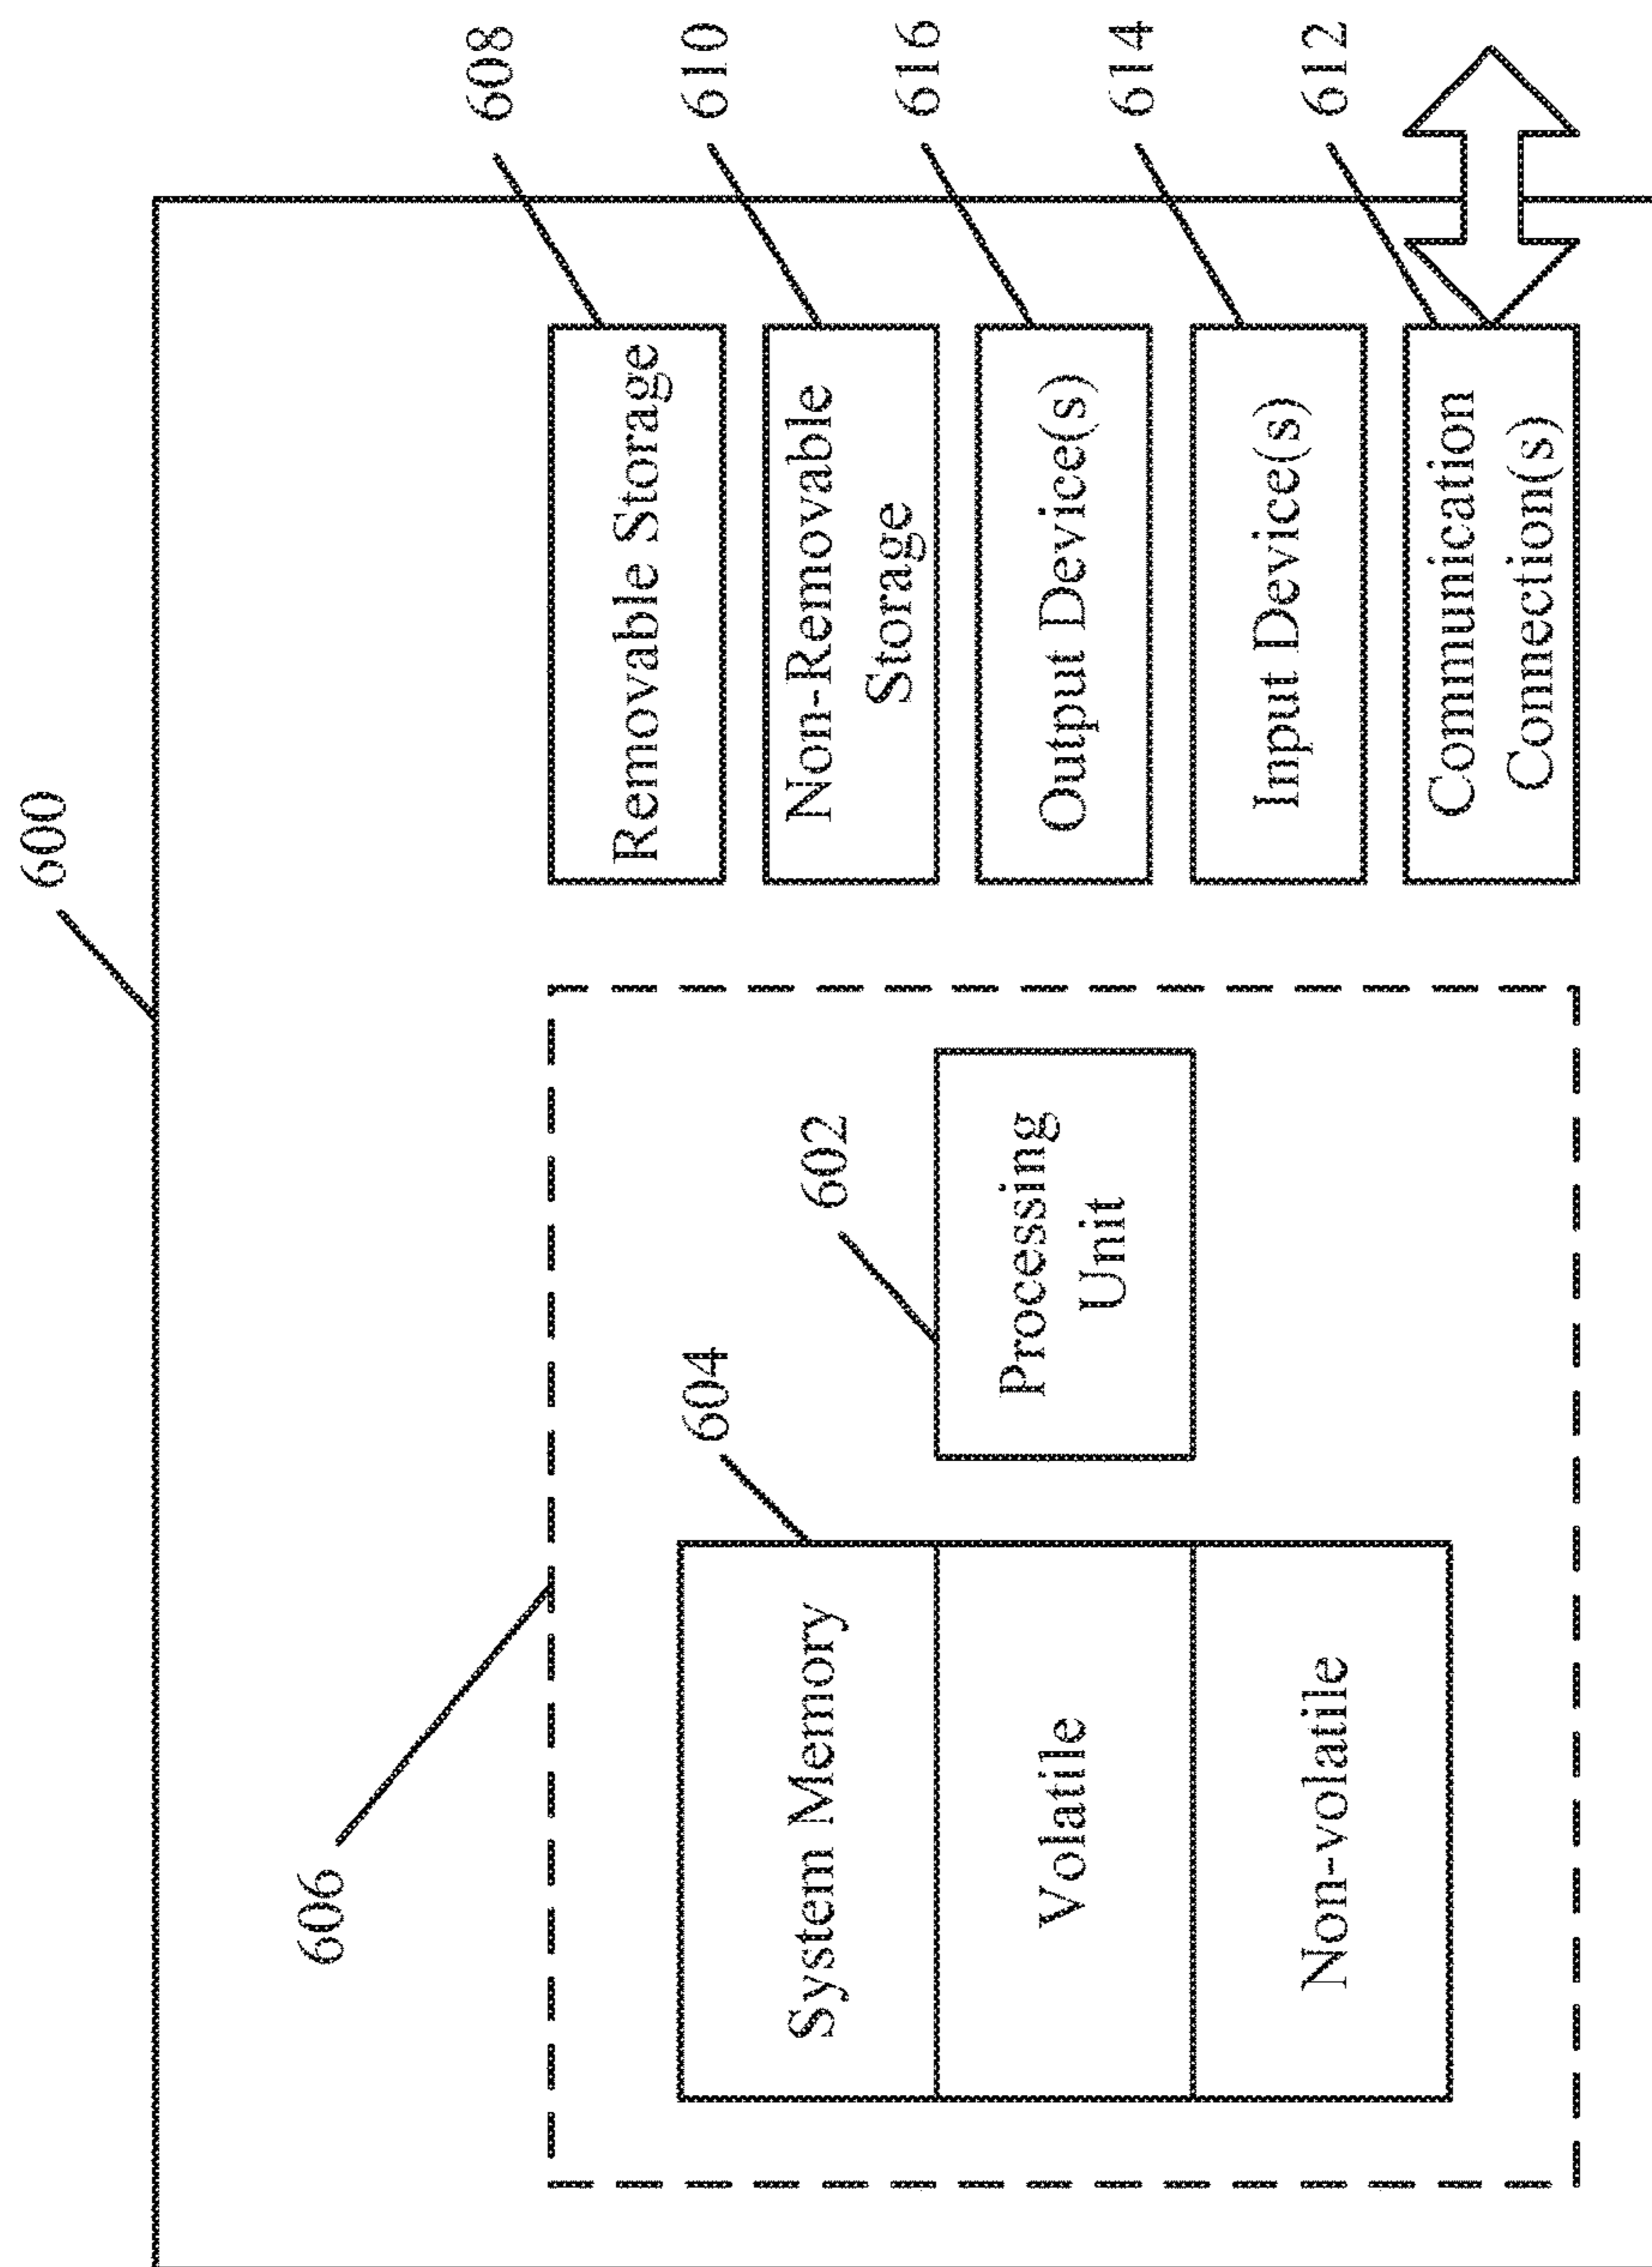 600
606
System Memory
604
Volatile
Non-volatile
602
Processing
Unit
Removable Storage
608
Non-Removable
Storage
610
Output Device(s)
616
Input Device(s)
614
Communication
Connection(s)
612